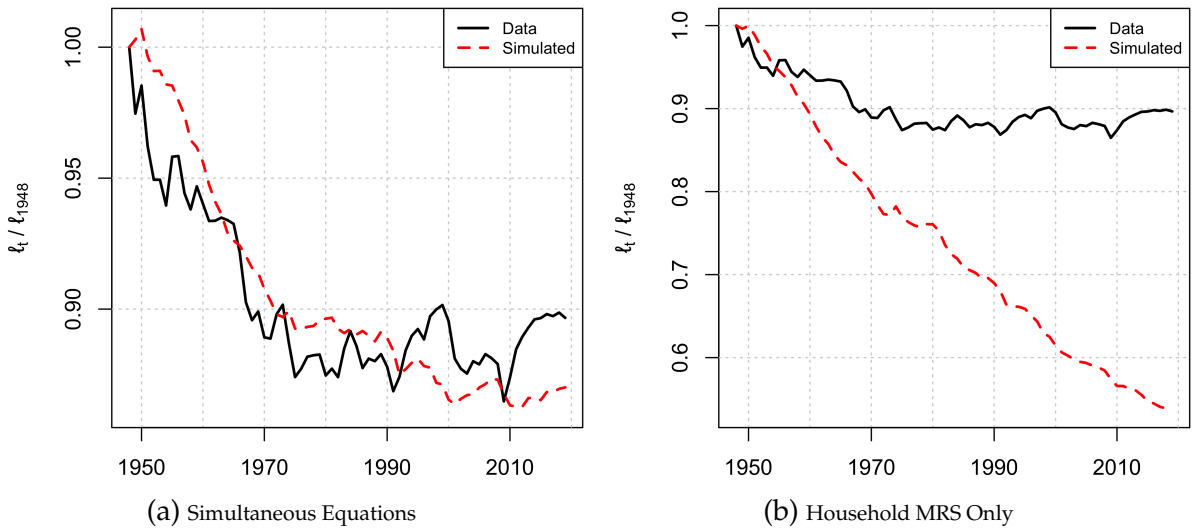 Data
Simulated
1.00
0.95
0.90
ℓt / ℓ1948
1950
1970
1990
2010
(a) Simultaneous Equations
Data
Simulated
1.0
0.9
0.8
0.7
0.6
ℓt / ℓ1948
1950
1970
1990
2010
(b) Household MRS Only